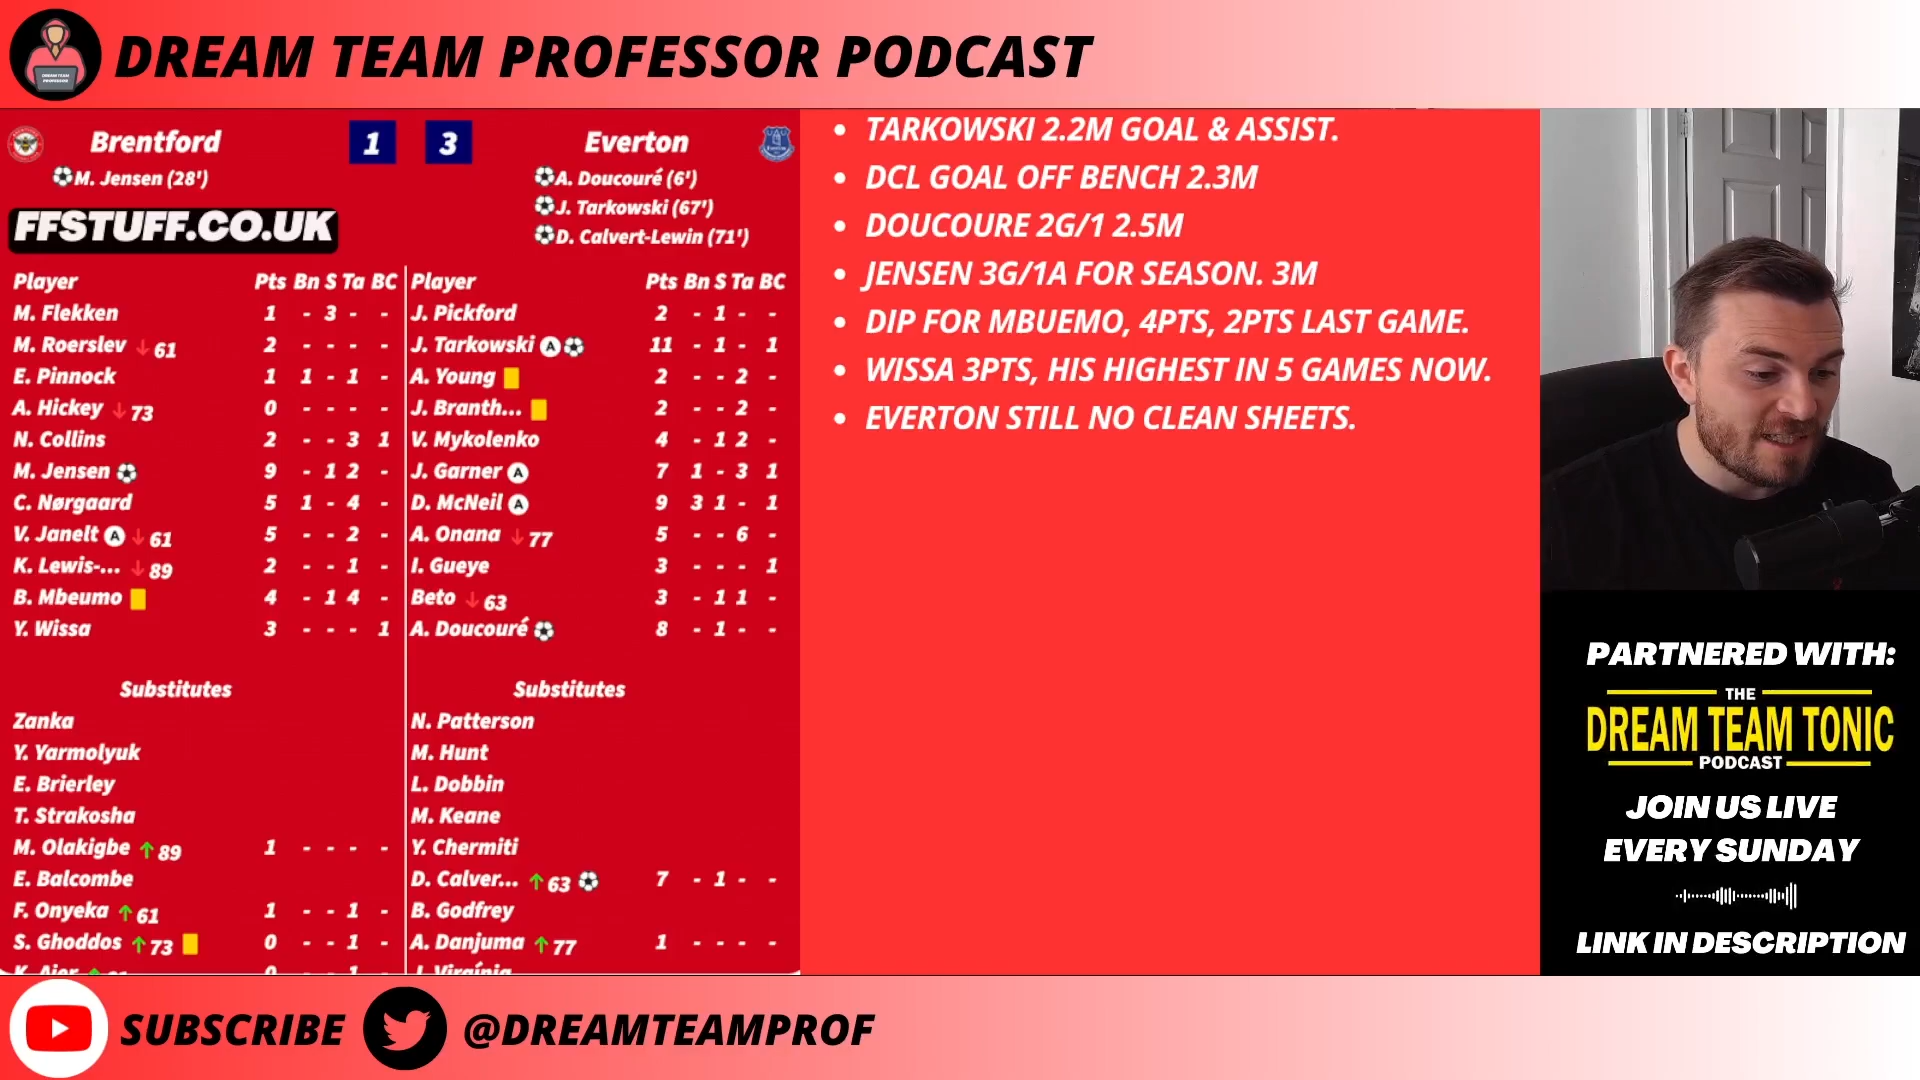 DREAM TEAM PROFESSOR PODCAST
DREAM TEAM
PROFESSOR
Brentford 1 3 Everton
M. Jensen (28')
A. Doucouré (6')
J. Tarkowski (67')
D. Calvert-Lewin (71')
FFSTUFF.CO.UK
Player Pts Bn S Ta BC
M. Flekken 1 - 3 - -
M. Roerslev 61 2 - - - -
E. Pinnock 1 1 - 1 -
A. Hickey 73 0 - - - -
N. Collins 2 - - 3 1
M. Jensen 9 - 1 2 -
C. Nørgaard 5 1 - 4 -
V. Janelt A 61 5 - - 2 -
K. Lewis-... 89 2 - - 1 -
B. Mbeumo 4 - 1 4 -
Y. Wissa 3 - - - 1
Substitutes
Zanka
Y. Yarmolyuk
E. Brierley
T. Strakosha
M. Olakigbe 89 1 - - - -
E. Balcombe
F. Onyeka 61 1 - - 1 -
S. Ghoddos 73 0 - - 1 -
K. Ajer 0 - - 1 -
Player Pts Bn S Ta BC
J. Pickford 2 - 1 - -
J. Tarkowski A 11 - 1 - 1
A. Young 2 - - 2 -
J. Branth... 2 - - 2 -
V. Mykolenko 4 - 1 2 -
J. Garner A 7 1 - 3 1
D. McNeil A 9 3 1 - 1
A. Onana 77 5 - - 6 -
I. Gueye 3 - - - 1
Beto 63 3 - 1 1 -
A. Doucouré 8 - 1 - -
Substitutes
N. Patterson
M. Hunt
L. Dobbin
M. Keane
Y. Chermiti
D. Calver... 63 7 - 1 - -
B. Godfrey
A. Danjuma 77 1 - - - -
J. Virgínia
• TARKOWSKI 2.2M GOAL & ASSIST.
• DCL GOAL OFF BENCH 2.3M
• DOUCOURE 2G/1 2.5M
• JENSEN 3G/1A FOR SEASON. 3M
• DIP FOR MBUEMO, 4PTS, 2PTS LAST GAME.
• WISSA 3PTS, HIS HIGHEST IN 5 GAMES NOW.
• EVERTON STILL NO CLEAN SHEETS.
PARTNERED WITH:
THE
DREAM TEAM TONIC
PODCAST
JOIN US LIVE
EVERY SUNDAY
LINK IN DESCRIPTION
SUBSCRIBE @DREAMTEAMPROF